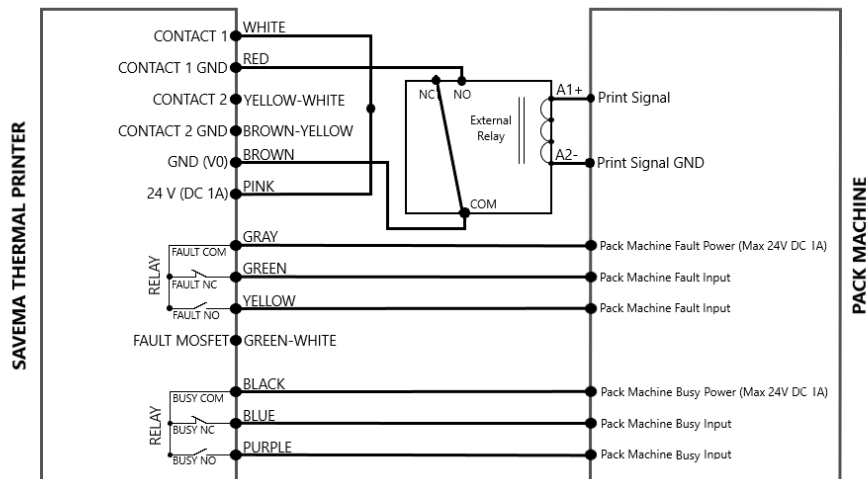 SAVEMA THERMAL PRINTER
CONTACT 1 WHITE
CONTACT 1 GND RED
CONTACT 2 YELLOW-WHITE
CONTACT 2 GND BROWN-YELLOW
GND (V0) BROWN
24 V (DC 1A) PINK
NC NO
External
Relay
COM
A1+ Print Signal
A2- Print Signal GND
RELAY
FAULT COM GRAY Pack Machine Fault Power (Max 24V DC 1A)
FAULT NC GREEN Pack Machine Fault Input
FAULT NO YELLOW Pack Machine Fault Input
FAULT MOSFET GREEN-WHITE
RELAY
BUSY COM BLACK Pack Machine Busy Power (Max 24V DC 1A)
BUSY NC BLUE Pack Machine Busy Input
BUSY NO PURPLE Pack Machine Busy Input
PACK MACHINE